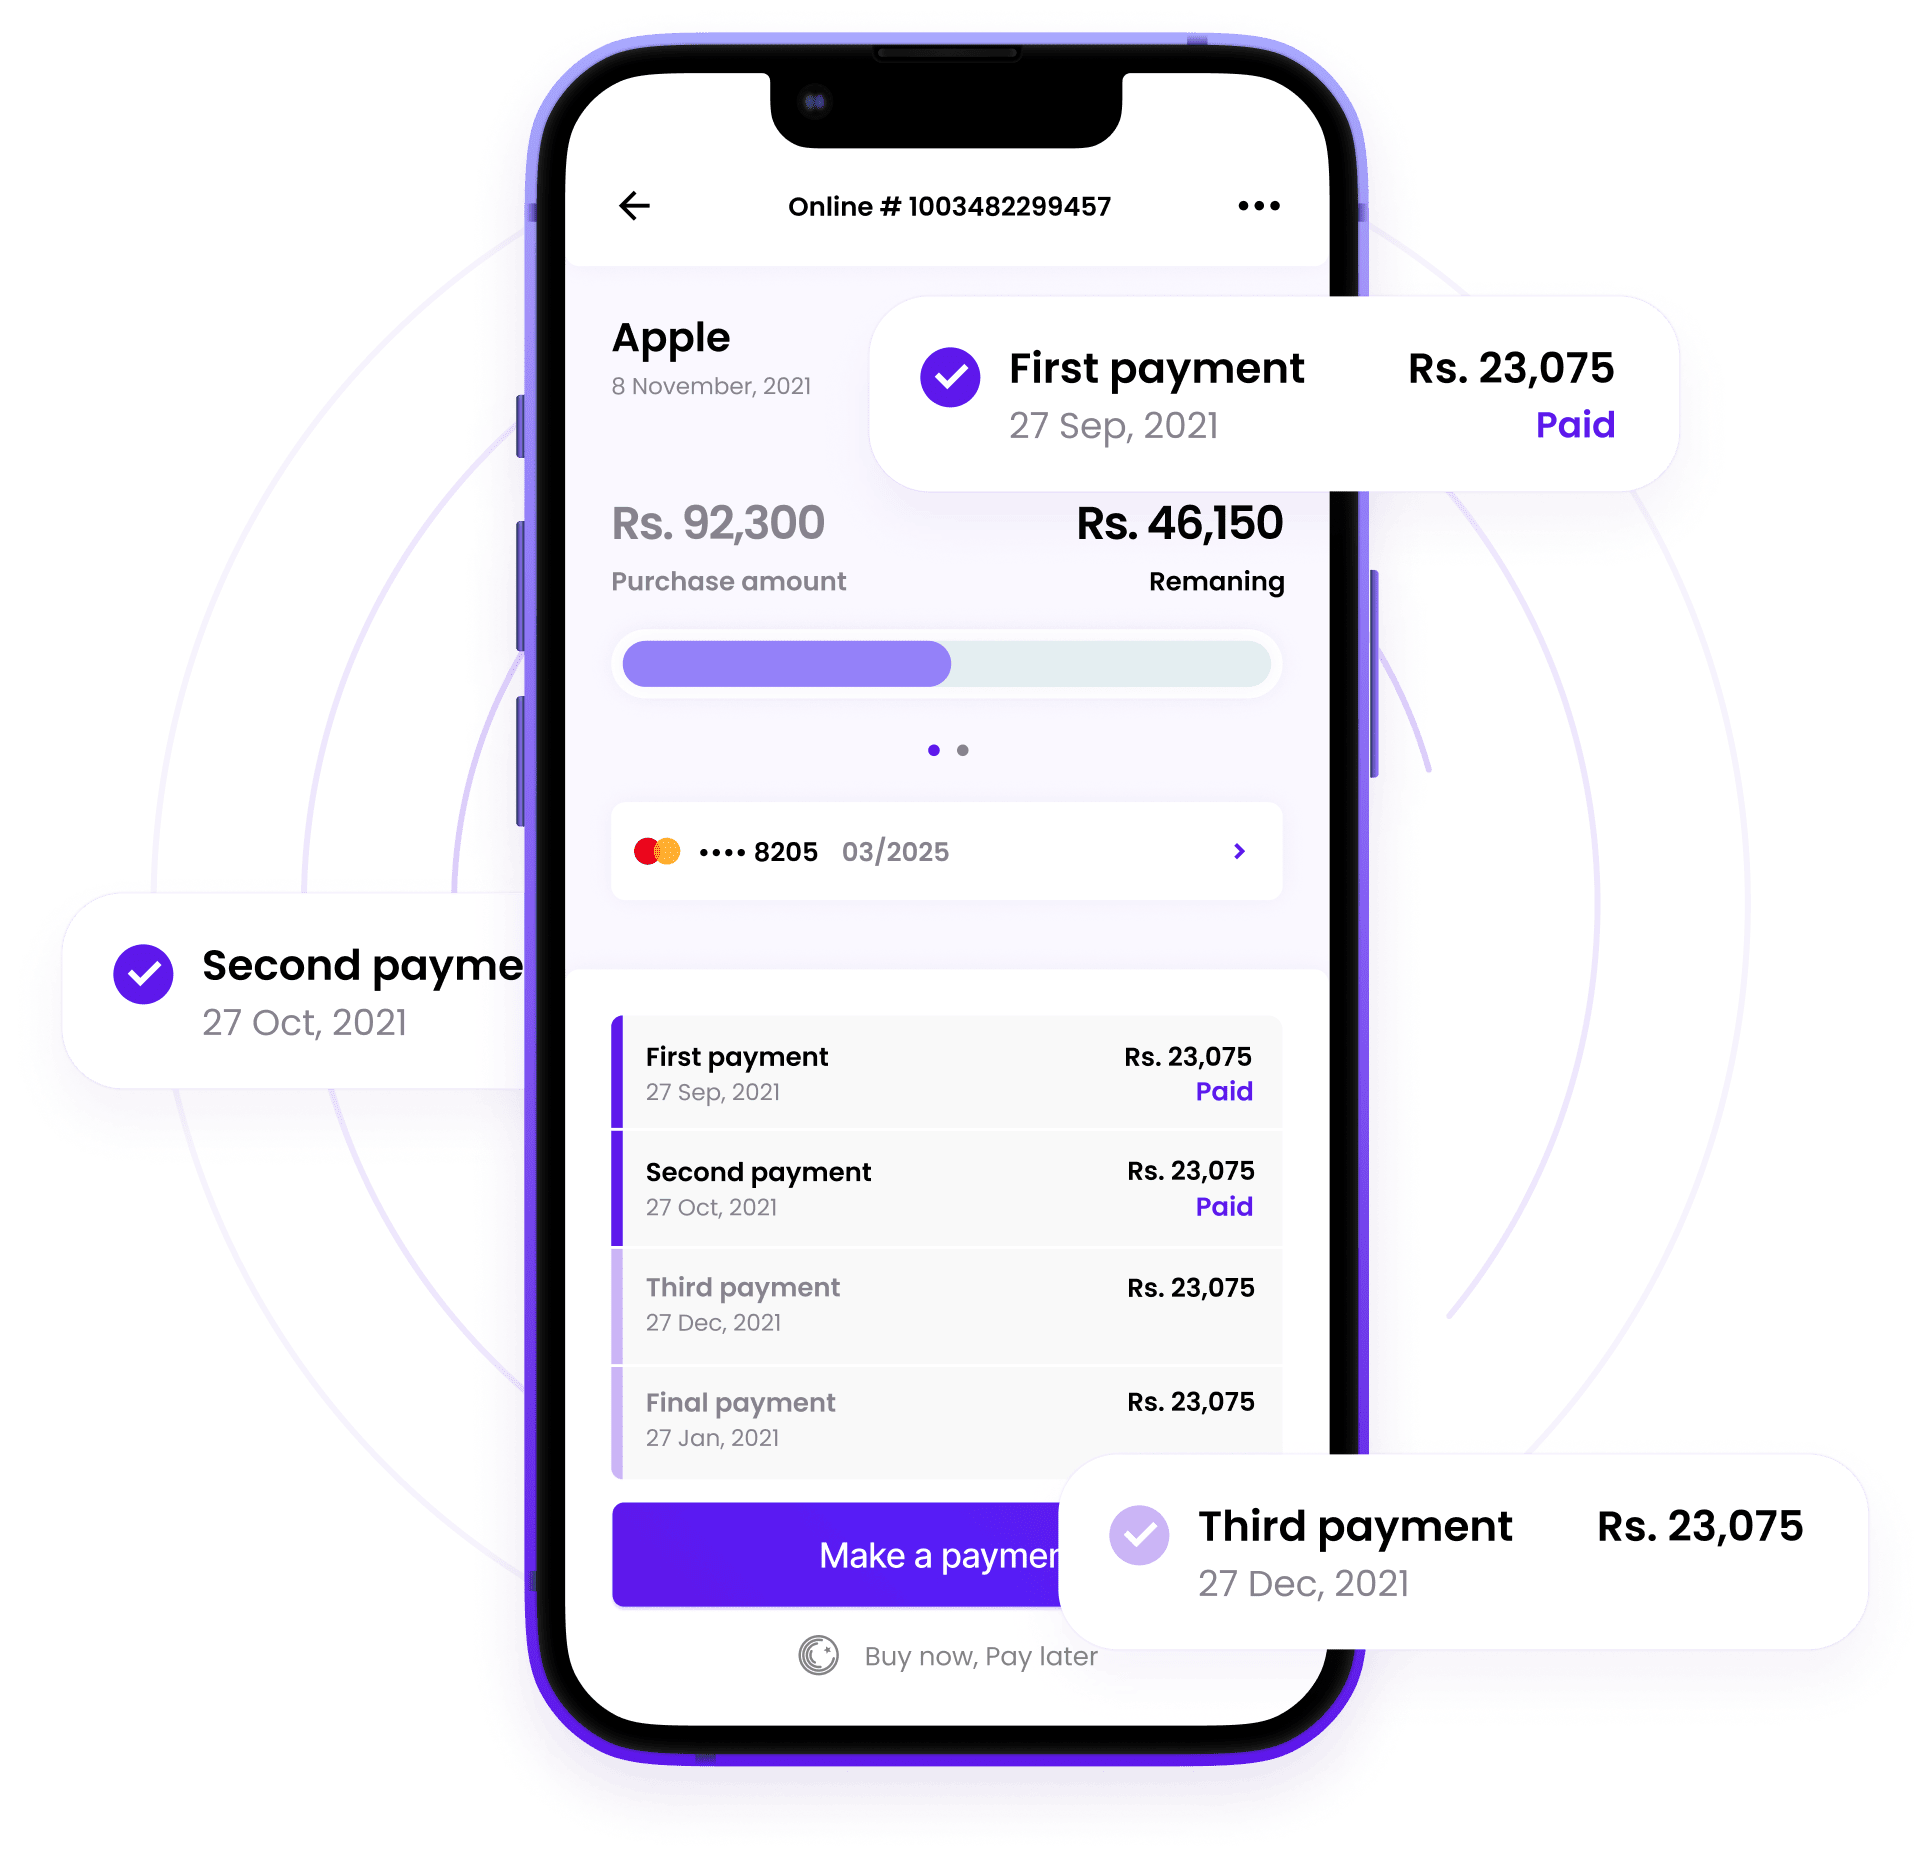 Online # 1003482299457
Apple
8 November, 2021
First payment Rs. 23,075
27 Sep, 2021 Paid
Rs. 92,300 Rs. 46,150
Purchase amount Remaning
•••• 8205 03/2025
Second payme
27 Oct, 2021
First payment Rs. 23,075
27 Sep, 2021 Paid
Second payment Rs. 23,075
27 Oct, 2021 Paid
Third payment Rs. 23,075
27 Dec, 2021
Final payment Rs. 23,075
27 Jan, 2021
Make a paymen
Third payment Rs. 23,075
27 Dec, 2021
Buy now, Pay later